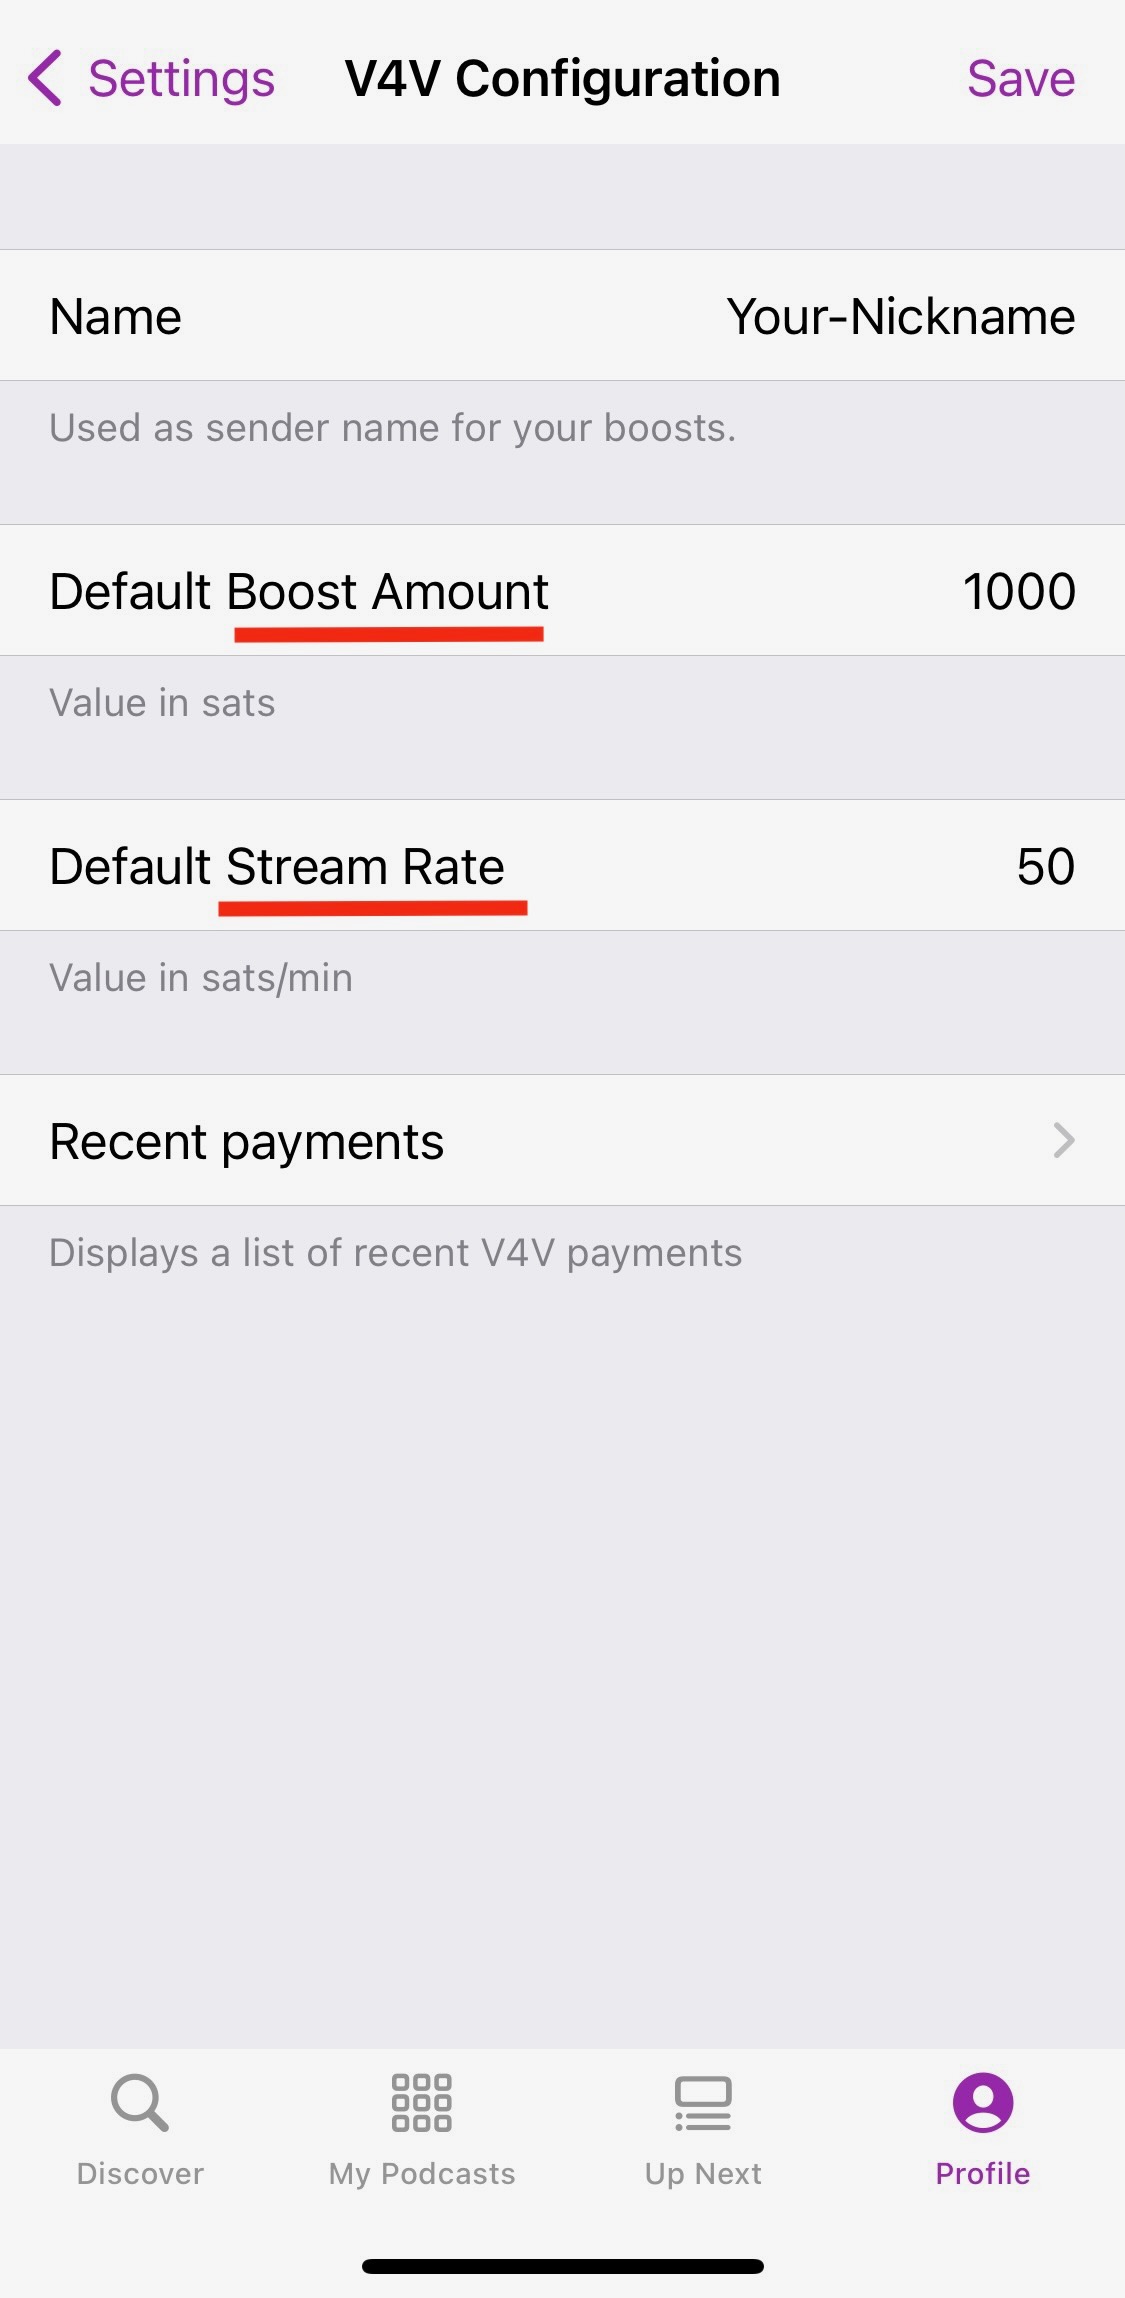 Settings V4V Configuration Save
Name Your-Nickname
Used as sender name for your boosts.
Default Boost Amount 1000
Value in sats
Default Stream Rate 50
Value in sats/min
Recent payments
Displays a list of recent V4V payments
Discover My Podcasts Up Next Profile